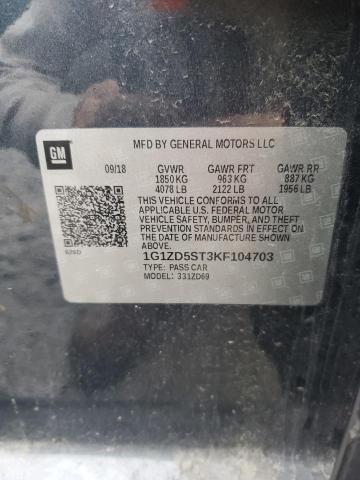 GM
MFD BY GENERAL MOTORS LLC
09/18 GVWR GAWR FRT GAWR RR
1850 KG 963 KG 887 KG
4078 LB 2122 LB 1956 LB
THIS VEHICLE CONFORMS TO ALL
APPLICABLE U.S. FEDERAL MOTOR
VEHICLE SAFETY, BUMPER, AND THEFT
PREVENTION STANDARDS IN EFFECT
ON THE DATE OF MANUFACTURE SHOWN
ABOVE.
1G1ZD5ST3KF104703
TYPE: PASS CAR
MODEL: 331ZD69